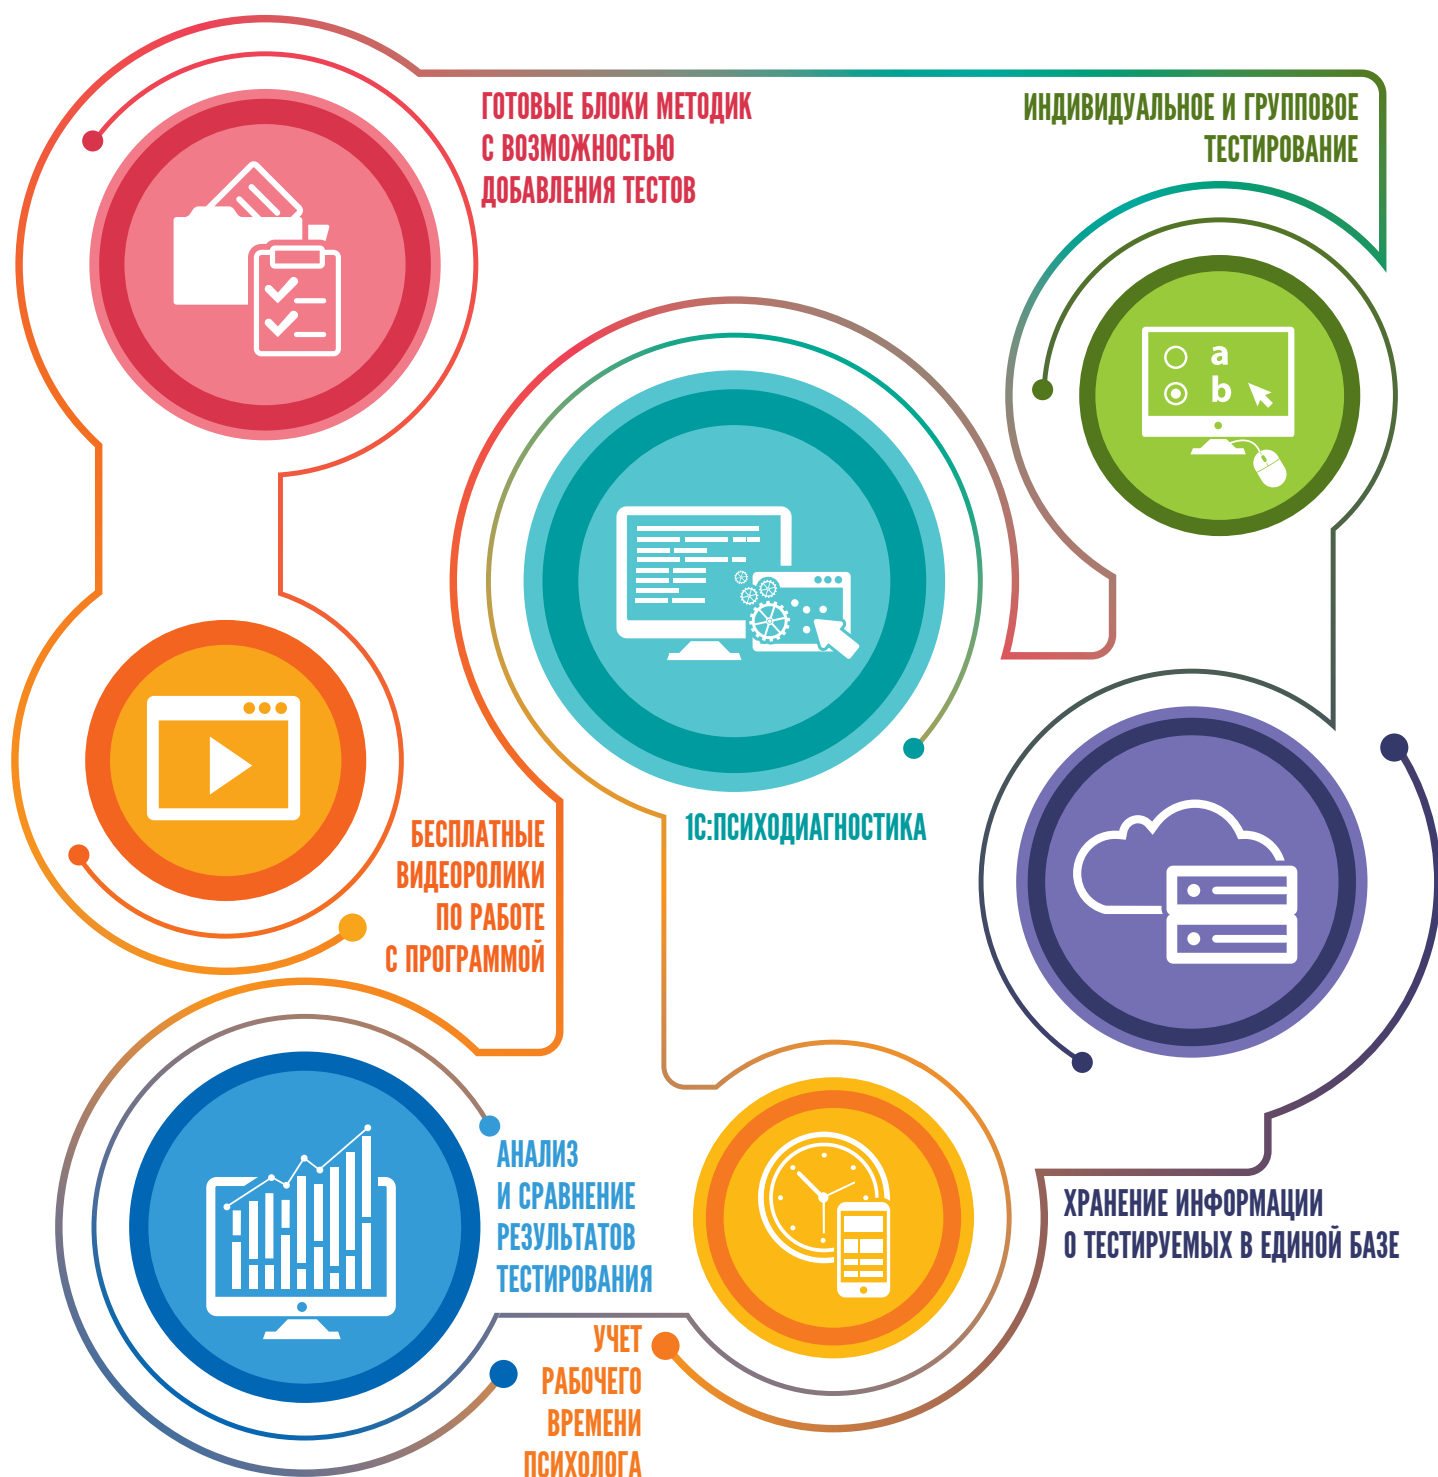 ГОТОВЫЕ БЛОКИ МЕТОДИК
С ВОЗМОЖНОСТЬЮ
ДОБАВЛЕНИЯ ТЕСТОВ
ИНДИВИДУАЛЬНОЕ И ГРУППОВОЕ
ТЕСТИРОВАНИЕ
a
b
1С:ПСИХОДИАГНОСТИКА
БЕСПЛАТНЫЕ
ВИДЕОРОЛИКИ
ПО РАБОТЕ
С ПРОГРАММОЙ
АНАЛИЗ
И СРАВНЕНИЕ
РЕЗУЛЬТАТОВ
ТЕСТИРОВАНИЯ
ХРАНЕНИЕ ИНФОРМАЦИИ
О ТЕСТИРУЕМЫХ В ЕДИНОЙ БАЗЕ
УЧЕТ
РАБОЧЕГО
ВРЕМЕНИ
ПСИХОЛОГА